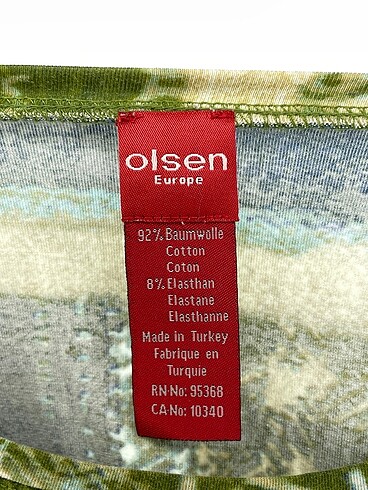 olsen
Europe
92% Baumwolle
Cotton
Coton
8% Elasthan
Elastane
Elasthanne
Made in Turkey
Fabrique en
Turquie
RN-No: 95368
CA-No: 10340